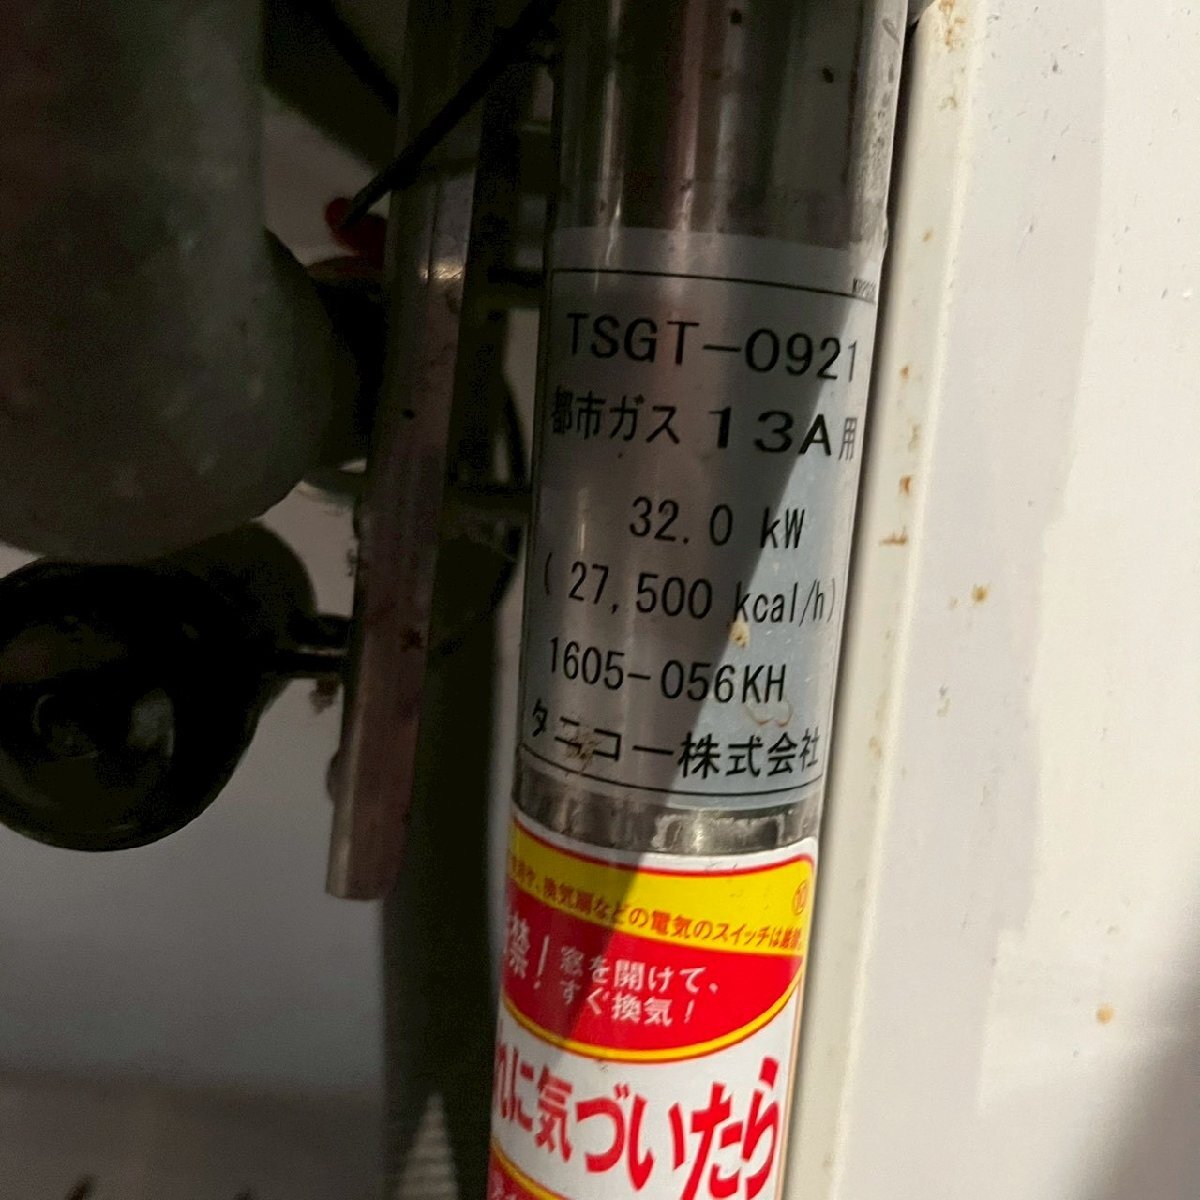 TSGT-0921
都市ガス 13A用
32.0 kW
( 27,500 kcal/h)
1605-056KH
タニコー株式会社
⑩
換気扇などの電気のスイッチは
禁!
窓を開けて、
すぐ換気!
れに気づいたら